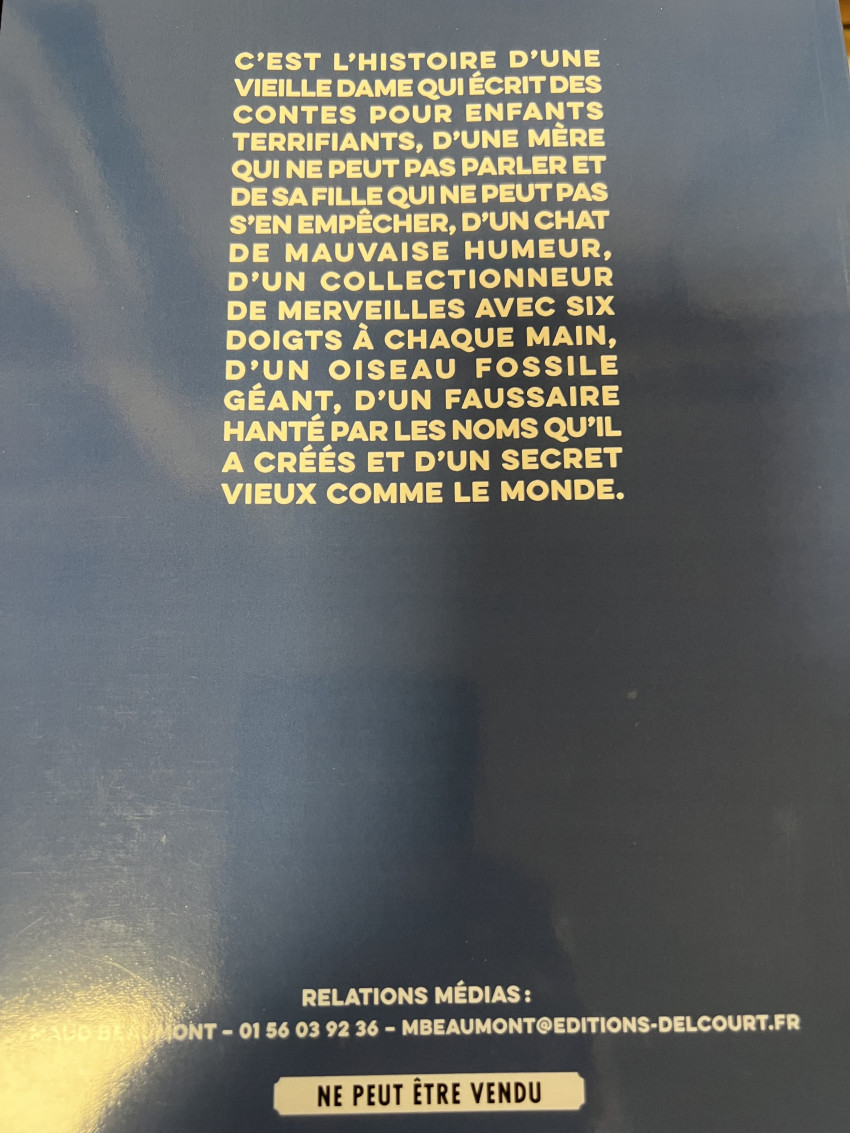 C'EST L'HISTOIRE D'UNE
VIEILLE DAME QUI ÉCRIT DES
CONTES POUR ENFANTS
TERRIFIANTS, D'UNE MÈRE
QUI NE PEUT PAS PARLER ET
DE SA FILLE QUI NE PEUT PAS
S'EN EMPÊCHER, D'UN CHAT
DE MAUVAISE HUMEUR,
D'UN COLLECTIONNEUR
DE MERVEILLES AVEC SIX
DOIGTS À CHAQUE MAIN,
D'UN OISEAU FOSSILE
GÉANT, D'UN FAUSSAIRE
HANTÉ PAR LES NOMS QU'IL
A CRÉÉS ET D'UN SECRET
VIEUX COMME LE MONDE.
RELATIONS MÉDIAS :
MAUD BEAUMONT – 01 56 03 92 36 – MBEAUMONT@EDITIONS-DELCOURT.FR
NE PEUT ÊTRE VENDU